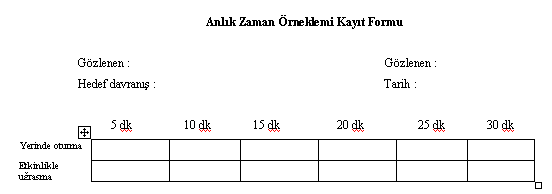 Anlık Zaman Örneklemi Kayıt Formu
Gözlenen : Gözlenen :
Hedef davranış : Tarih :
5 dk 10 dk 15 dk 20 dk 25 dk 30 dk
Yerinde oturma
Etkinlikle
uğrasma